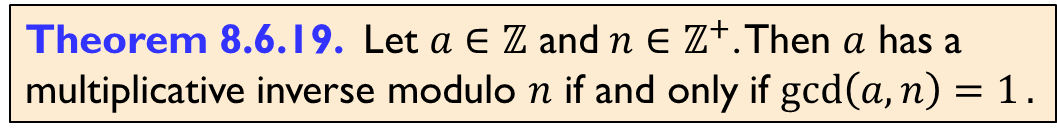 Theorem 8.6.19. Let 𝑎 ∈ ℤ and 𝑛 ∈ ℤ⁺. Then 𝑎 has a
multiplicative inverse modulo 𝑛 if and only if gcd(𝑎, 𝑛) = 1.